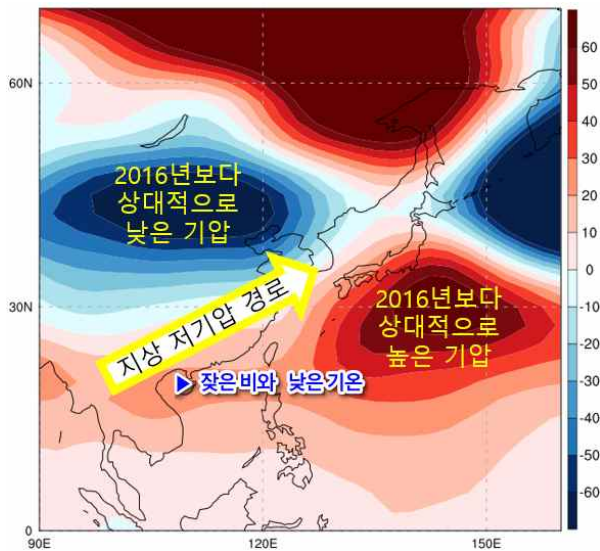 60N
30N
0
90E
120E
150E
2016년보다
상대적으로
낮은 기압
지상 저기압 경로
2016년보다
상대적으로
높은 기압
▶ 잦은 비와 낮은 기온
60
50
40
30
20
10
0
-10
-20
-30
-40
-50
-60